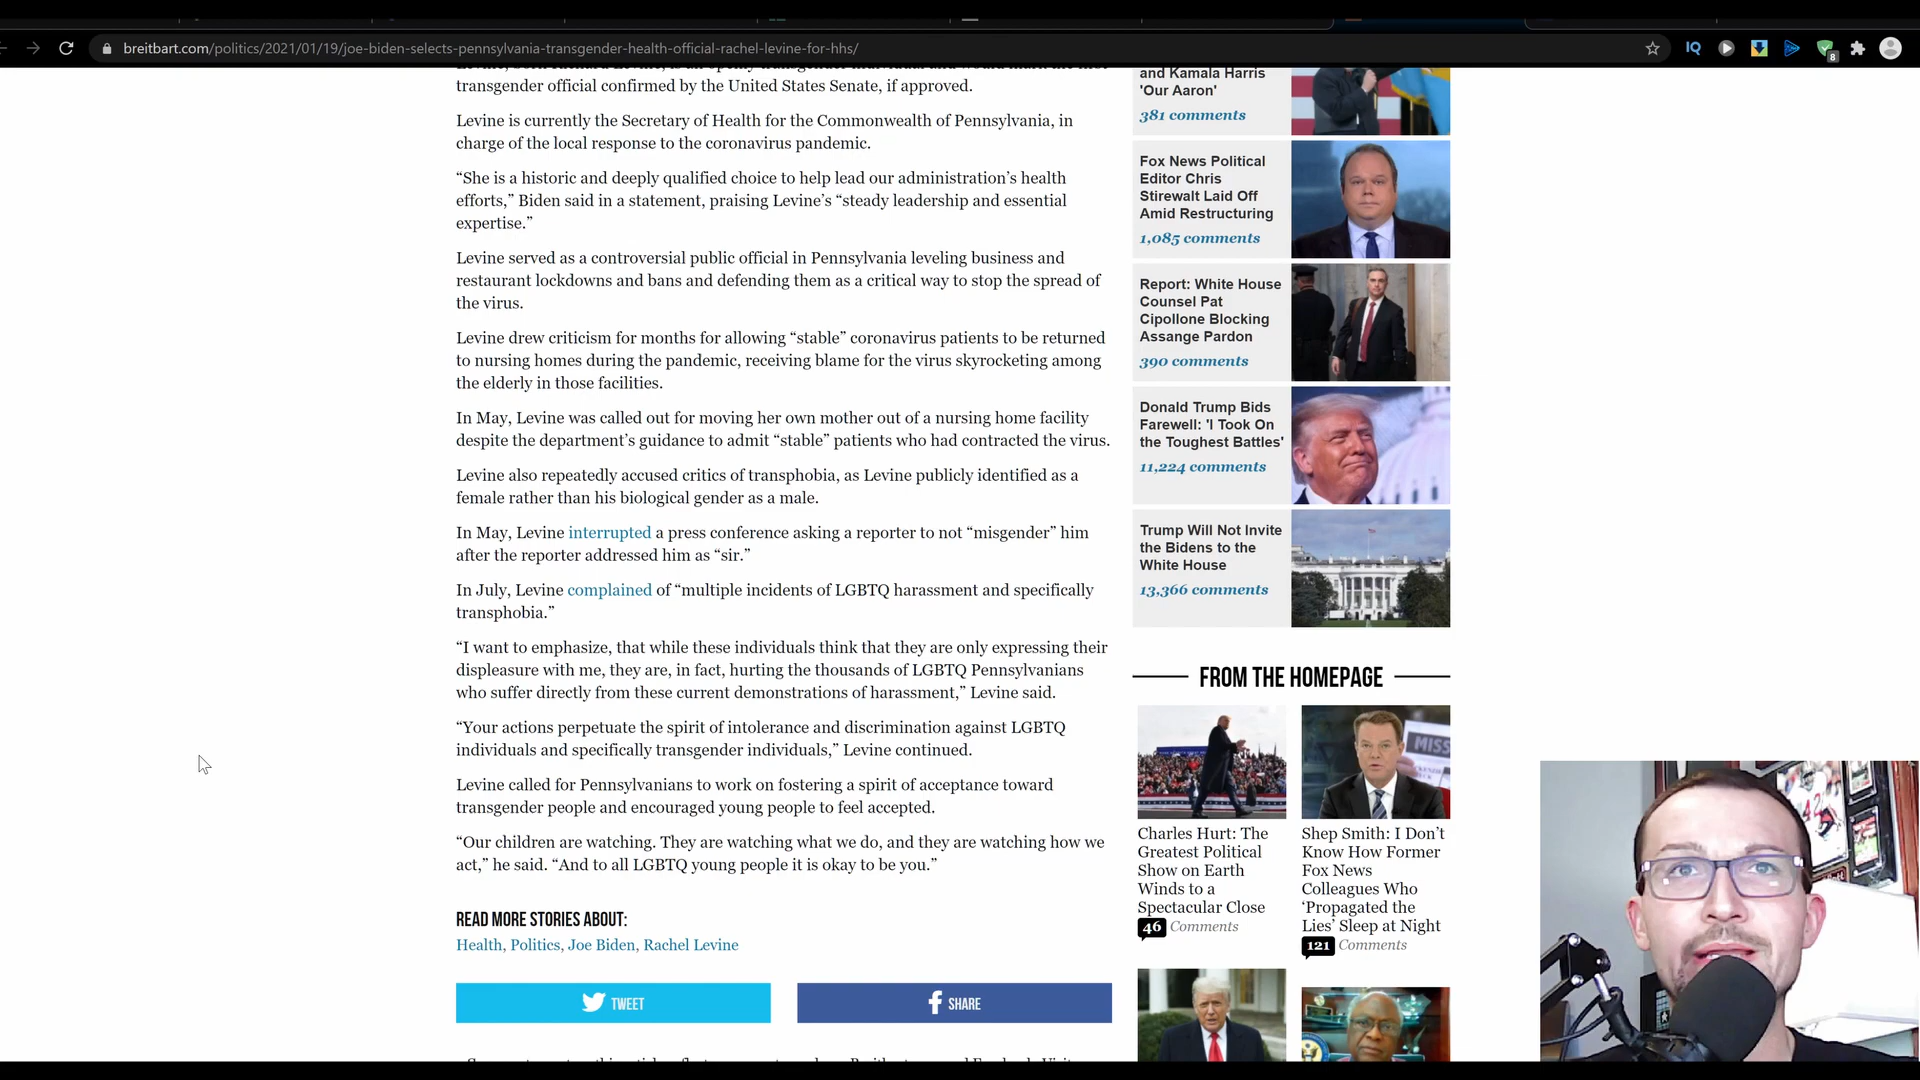 breitbart.com/politics/2021/01/19/joe-biden-selects-pennsylvania-transgender-health-official-rachel-levine-for-hhs/
IQ
8
transgender official confirmed by the United States Senate, if approved.
Levine is currently the Secretary of Health for the Commonwealth of Pennsylvania, in
charge of the local response to the coronavirus pandemic.
“She is a historic and deeply qualified choice to help lead our administration’s health
efforts,” Biden said in a statement, praising Levine’s “steady leadership and essential
expertise.”
Levine served as a controversial public official in Pennsylvania leveling business and
restaurant lockdowns and bans and defending them as a critical way to stop the spread of
the virus.
Levine drew criticism for months for allowing “stable” coronavirus patients to be returned
to nursing homes during the pandemic, receiving blame for the virus skyrocketing among
the elderly in those facilities.
In May, Levine was called out for moving her own mother out of a nursing home facility
despite the department’s guidance to admit “stable” patients who had contracted the virus.
Levine also repeatedly accused critics of transphobia, as Levine publicly identified as a
female rather than his biological gender as a male.
In May, Levine interrupted a press conference asking a reporter to not “misgender” him
after the reporter addressed him as “sir.”
In July, Levine complained of “multiple incidents of LGBTQ harassment and specifically
transphobia.”
“I want to emphasize, that while these individuals think that they are only expressing their
displeasure with me, they are, in fact, hurting the thousands of LGBTQ Pennsylvanians
who suffer directly from these current demonstrations of harassment,” Levine said.
“Your actions perpetuate the spirit of intolerance and discrimination against LGBTQ
individuals and specifically transgender individuals,” Levine continued.
Levine called for Pennsylvanians to work on fostering a spirit of acceptance toward
transgender people and encouraged young people to feel accepted.
“Our children are watching. They are watching what we do, and they are watching how we
act,” he said. “And to all LGBTQ young people it is okay to be you.”
READ MORE STORIES ABOUT:
Health, Politics, Joe Biden, Rachel Levine
TWEET
SHARE
and Kamala Harris
'Our Aaron'
381 comments
Fox News Political
Editor Chris
Stirewalt Laid Off
Amid Restructuring
1,085 comments
Report: White House
Counsel Pat
Cipollone Blocking
Assange Pardon
390 comments
Donald Trump Bids
Farewell: 'I Took On
the Toughest Battles'
11,224 comments
Trump Will Not Invite
the Bidens to the
White House
13,366 comments
FROM THE HOMEPAGE
MISS
Charles Hurt: The
Greatest Political
Show on Earth
Winds to a
Spectacular Close
46 Comments
Shep Smith: I Don’t
Know How Former
Fox News
Colleagues Who
‘Propagated the
Lies’ Sleep at Night
121 Comments